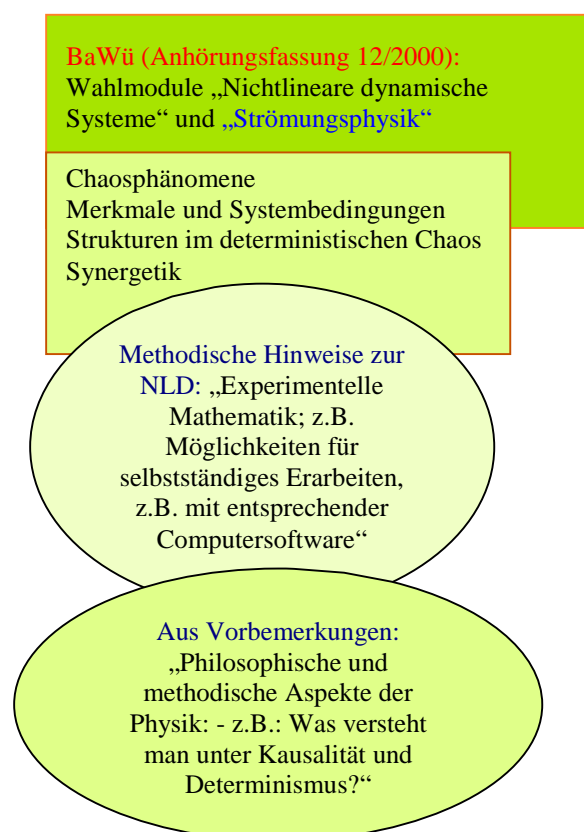 BaWü (Anhörungsfassung 12/2000):
Wahlmodule „Nichtlineare dynamische
Systeme“ und „Strömungsphysik“
Chaosphänomene
Merkmale und Systembedingungen
Strukturen im deterministischen Chaos
Synergetik
Methodische Hinweise zur
NLD: „Experimentelle
Mathematik; z.B.
Möglichkeiten für
selbstständiges Erarbeiten,
z.B. mit entsprechender
Computersoftware“
Aus Vorbemerkungen:
„Philosophische und
methodische Aspekte der
Physik: - z.B.: Was versteht
man unter Kausalität und
Determinismus?“